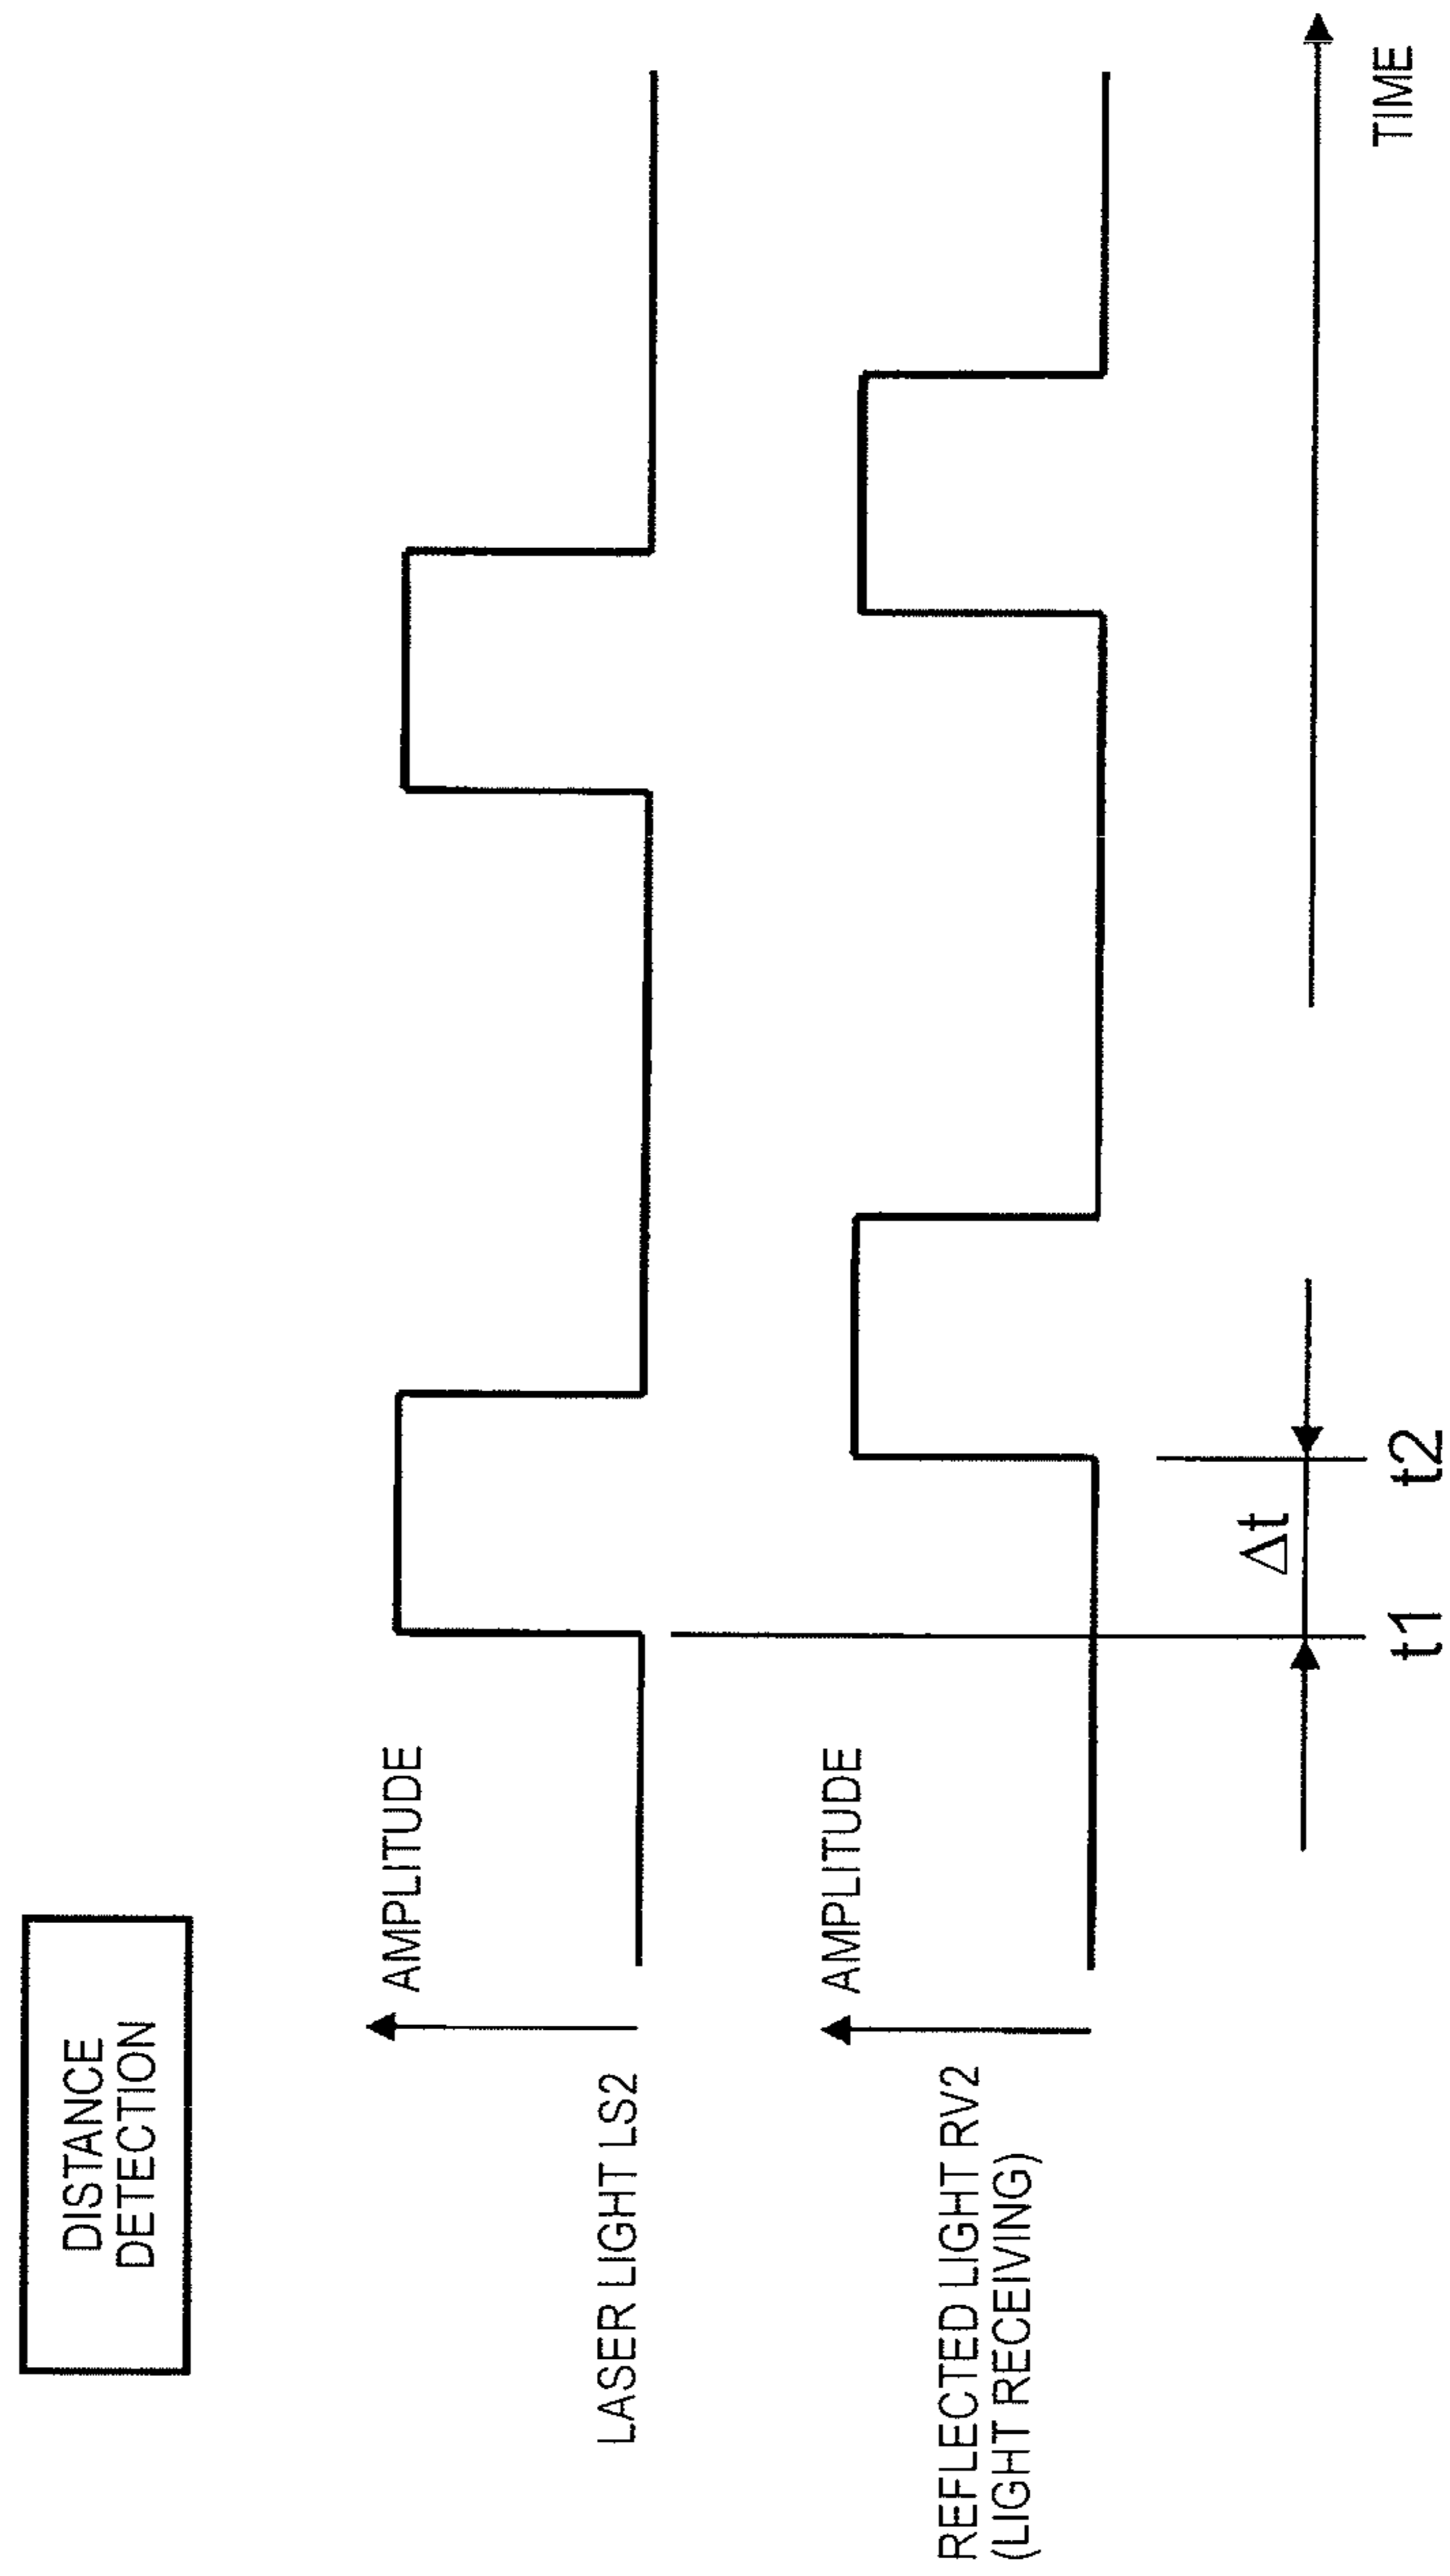 DISTANCE
DETECTION
AMPLITUDE
LASER LIGHT LS2
AMPLITUDE
REFLECTED LIGHT RV2
(LIGHT RECEIVING)
Δt
t1
t2
TIME